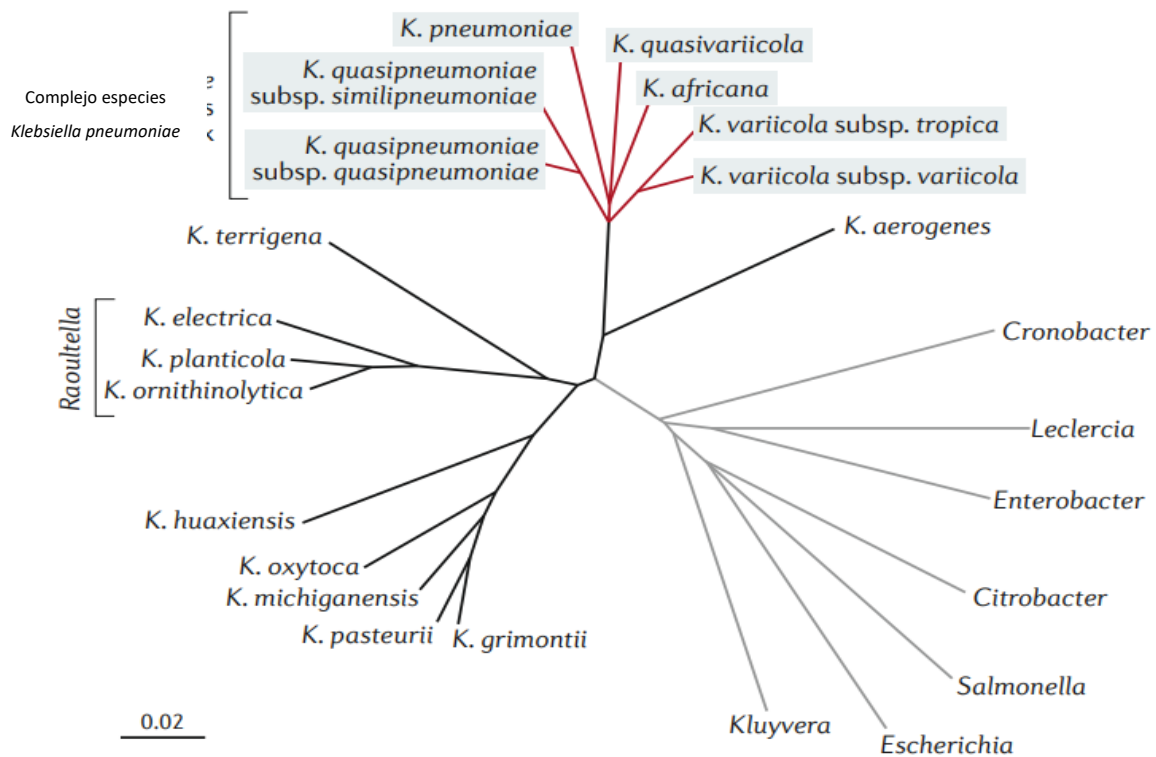 K. pneumoniae
K. quasivariicola
K. quasipneumoniae
subsp. similipneumoniae
K. africana
Complejo especies
Klebsiella pneumoniae
K. variicola subsp. tropica
K. quasipneumoniae
subsp. quasipneumoniae
K. variicola subsp. variicola
K. terrigena
K. aerogenes
Raoultella
K. electrica
K. planticola
K. ornithinolytica
Cronobacter
Leclercia
Enterobacter
K. huaxiensis
K. oxytoca
K. michiganensis
K. pasteurii
K. grimontii
Citrobacter
Salmonella
Kluyvera
Escherichia
0.02